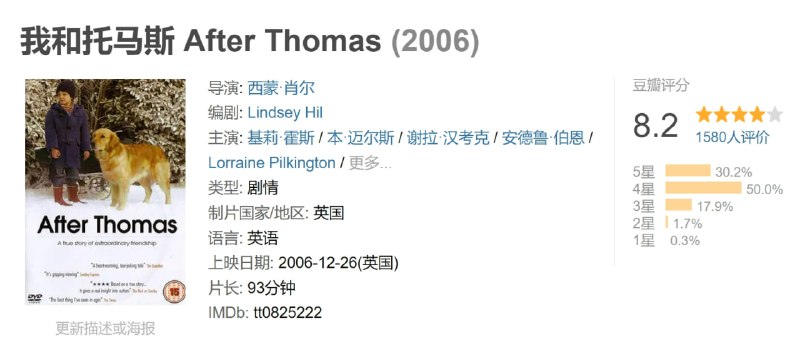 我和托马斯 After Thomas (2006)
After Thomas
A true story of extraordinary friendship.
"A heartwarming, tear-jerking tale" The Guardian
"It's gripping viewing" Sunday Express
"★★★★ Based on a true story...
it gives a real insight into autism" The Mail on Sunday
"The best thing I've seen in ages" The Times
DVD
15
更新描述或海报
导演: 西蒙·肖尔
编剧: Lindsey Hil
主演: 基莉·霍斯 / 本·迈尔斯 / 谢拉·汉考克 / 安德鲁·伯恩 /
Lorraine Pilkington / 更多...
类型: 剧情
制片国家/地区: 英国
语言: 英语
上映日期: 2006-12-26(英国)
片长: 93分钟
IMDb: tt0825222
豆瓣评分
8.2
1580人评价
5星 30.2%
4星 50.0%
3星 17.9%
2星 1.7%
1星 0.3%